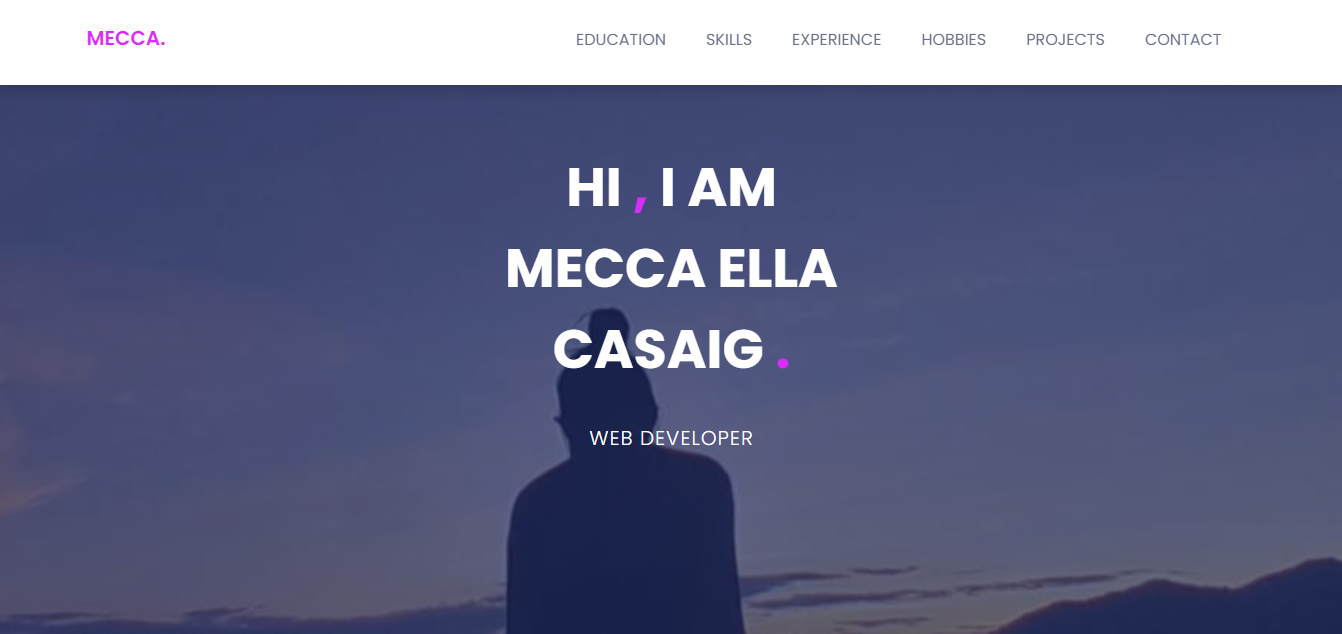 MECCA.
EDUCATION SKILLS EXPERIENCE HOBBIES PROJECTS CONTACT
HI , I AM
MECCA ELLA
CASAIG .
WEB DEVELOPER